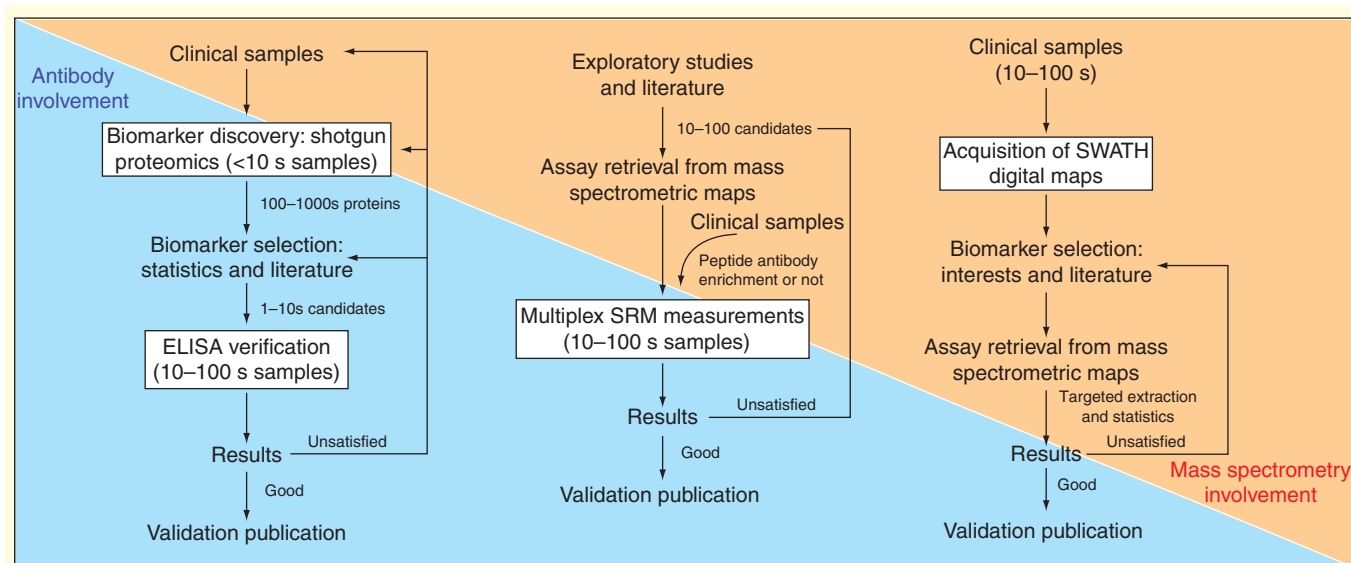 Antibody
involvement
Clinical samples
Biomarker discovery: shotgun
proteomics (<10 s samples)
100–1000s proteins
Biomarker selection:
statistics and literature
1–10s candidates
ELISA verification
(10–100 s samples)
Results
Unsatisfied
Good
Validation publication
Exploratory studies
and literature
10–100 candidates
Assay retrieval from mass
spectrometric maps
Clinical samples
Peptide antibody
enrichment or not
Multiplex SRM measurements
(10–100 s samples)
Results
Unsatisfied
Good
Validation publication
Clinical samples
(10–100 s)
Acquisition of SWATH
digital maps
Biomarker selection:
interests and literature
Assay retrieval from mass
spectrometric maps
Targeted extraction
and statistics
Results
Unsatisfied
Good
Validation publication
Mass spectrometry
involvement